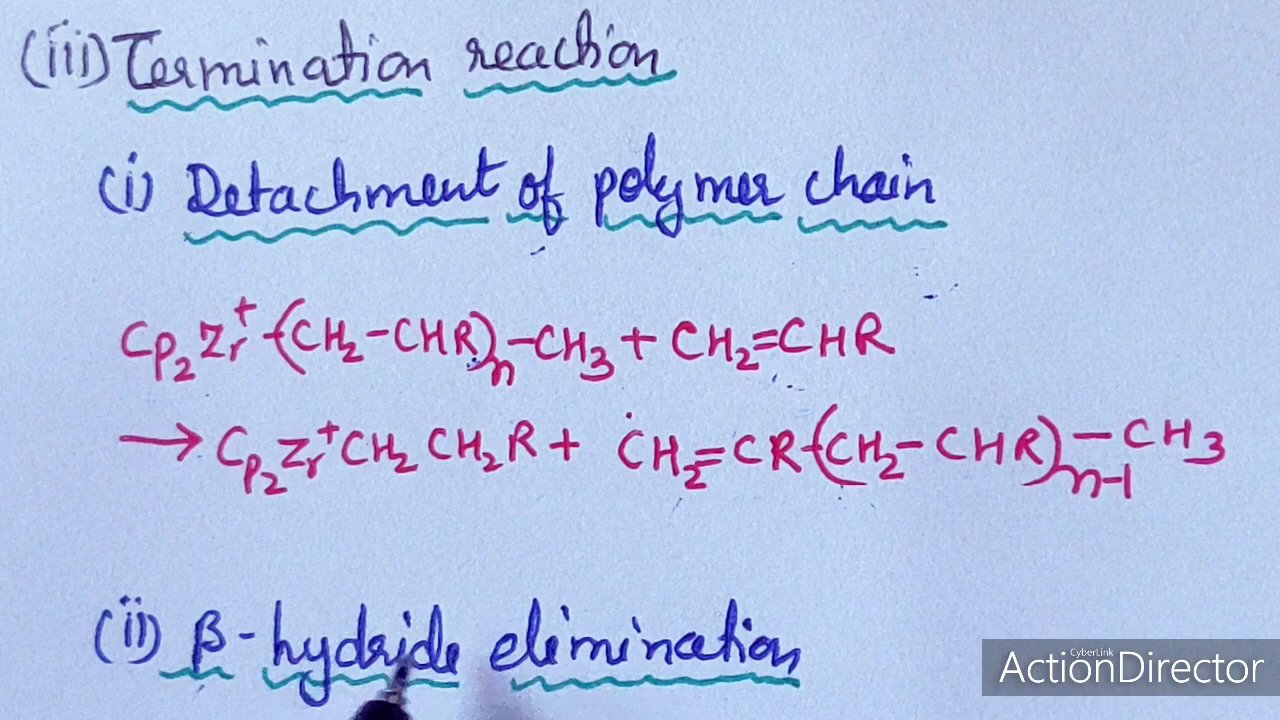 (iii) Termination reaction
(i) Detachment of polymer chain
Cp₂Zr⁺-(CH₂-CHR)ₙ-CH₃ + CH₂=CHR
→ Cp₂Zr⁺CH₂CH₂R + CH₂=CR-(CH₂-CHR)ₙ₋₁-CH₃
(ii) β-hydride elimination
CyberLink
ActionDirector